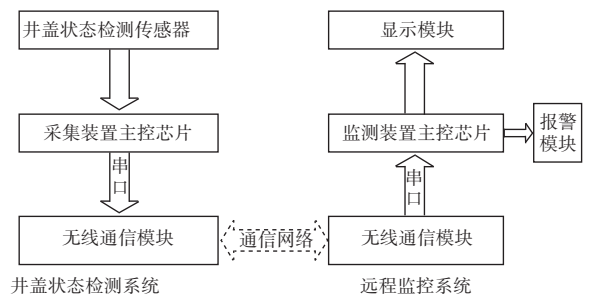 井盖状态检测传感器
采集装置主控芯片
串
口
无线通信模块
井盖状态检测系统
通信网络
显示模块
监测装置主控芯片
报警
模块
串
口
无线通信模块
远程监控系统